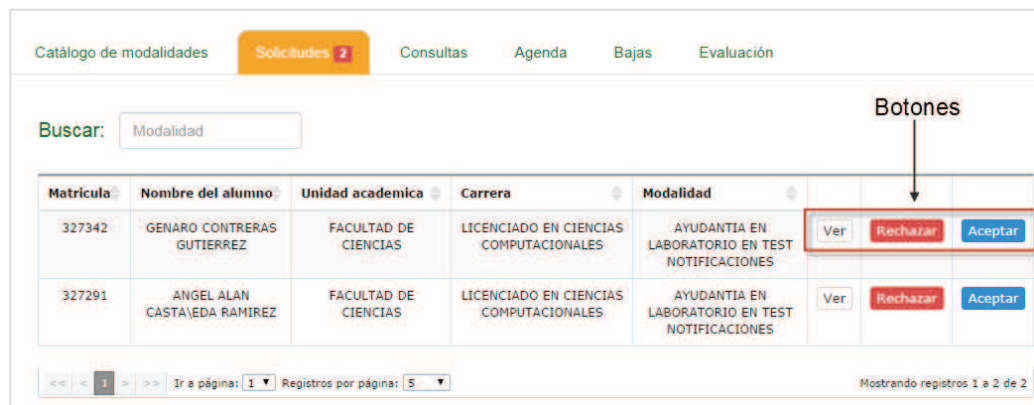 Catálogo de modalidades Solicitudes 2 Consultas Agenda Bajas Evaluación
Botones
Buscar: Modalidad
Matricula Nombre del alumno Unidad academica Carrera Modalidad
327342 GENARO CONTRERAS FACULTAD DE LICENCIADO EN CIENCIAS AYUDANTIA EN Ver Rechazar Aceptar
GUTIERREZ CIENCIAS COMPUTACIONALES LABORATORIO EN TEST
NOTIFICACIONES
327291 ANGEL ALAN FACULTAD DE LICENCIADO EN CIENCIAS AYUDANTIA EN Ver Rechazar Aceptar
CASTA\EDA RAMIREZ CIENCIAS COMPUTACIONALES LABORATORIO EN TEST
NOTIFICACIONES
<< < 1 > >> Ir a página: 1 Registros por página: 5 Mostrando registros 1 a 2 de 2